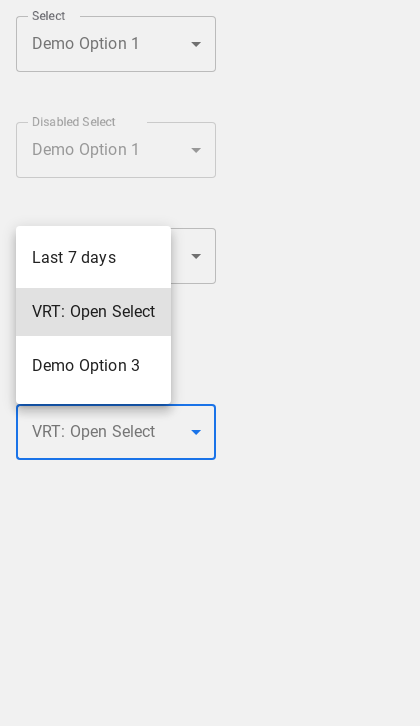 Select
Demo Option 1
Disabled Select
Demo Option 1
Last 7 days
VRT: Open Select
Demo Option 3
VRT: Open Select